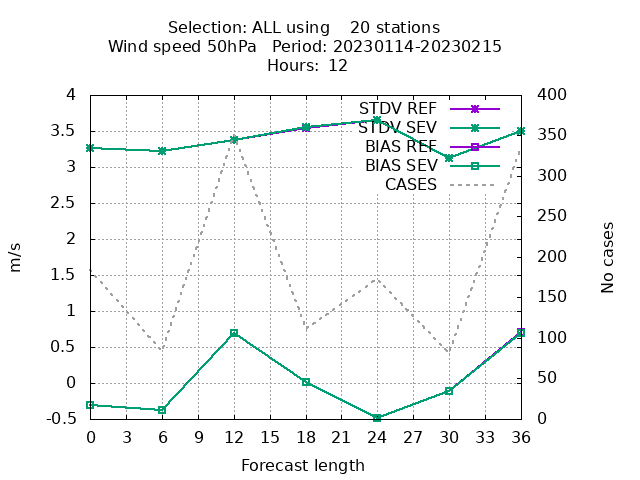 Selection: ALL using 20 stations
Wind speed 50hPa Period: 20230114-20230215
Hours: 12
4
3.5
3
2.5
2
1.5
1
0.5
0
-0.5
m/s
STDV REF
STDV SEV
BIAS REF
BIAS SEV
CASES
400
350
300
250
200
150
100
50
0
No cases
0 3 6 9 12 15 18 21 24 27 30 33 36
Forecast length